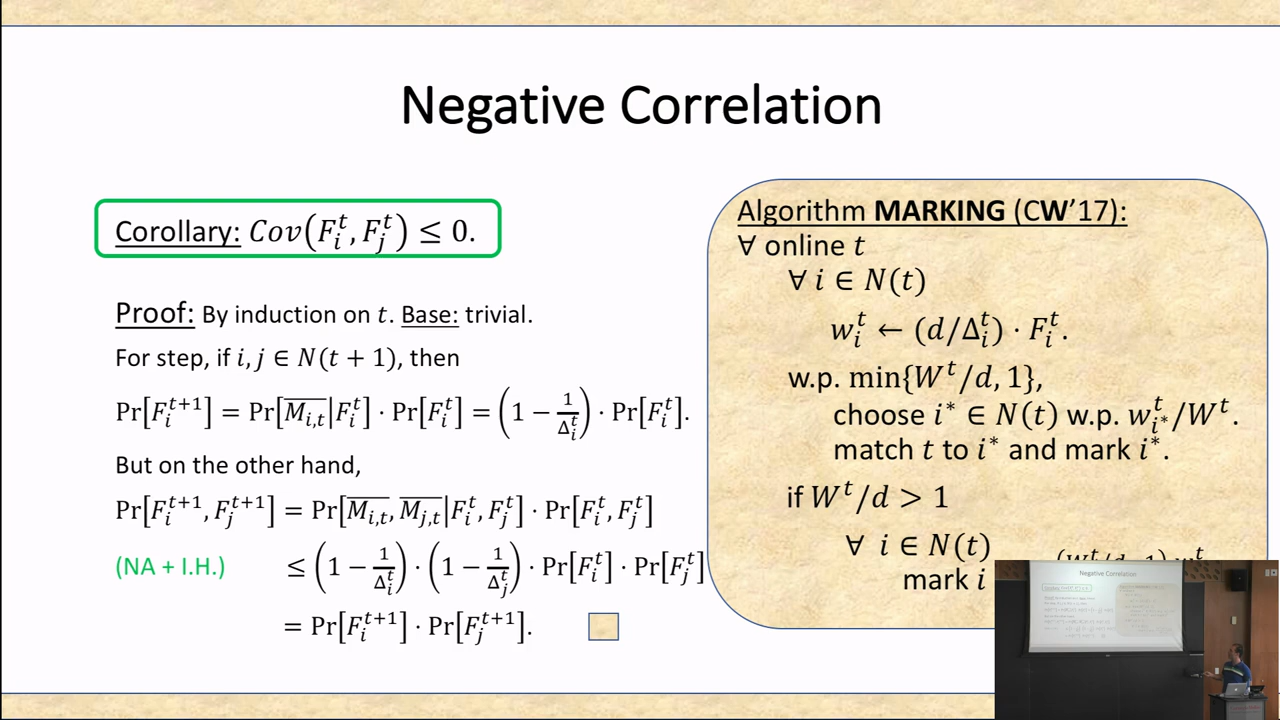 Negative Correlation
Corollary: Cov(F_i^t, F_j^t) ≤ 0.
Proof: By induction on t. Base: trivial.
For step, if i, j ∈ N(t + 1), then
Pr[F_i^{t+1}] = Pr[\overline{M_{i,t}}|F_i^t] · Pr[F_i^t] = (1 − 1/Δ_i^t) · Pr[F_i^t].
But on the other hand,
Pr[F_i^{t+1}, F_j^{t+1}] = Pr[\overline{M_{i,t}}, \overline{M_{j,t}}|F_i^t, F_j^t] · Pr[F_i^t, F_j^t]
(NA + I.H.) ≤ (1 − 1/Δ_i^t) · (1 − 1/Δ_j^t) · Pr[F_i^t] · Pr[F_j^t]
= Pr[F_i^{t+1}] · Pr[F_j^{t+1}].
Algorithm MARKING (CW'17):
∀ online t
∀ i ∈ N(t)
w_i^t ← (d/Δ_i^t) · F_i^t.
w.p. min{W^t/d, 1},
choose i* ∈ N(t) w.p. w_{i*}^t/W^t.
match t to i* and mark i*.
if W^t/d > 1
∀ i ∈ N(t)
mark i
Negative Correlation